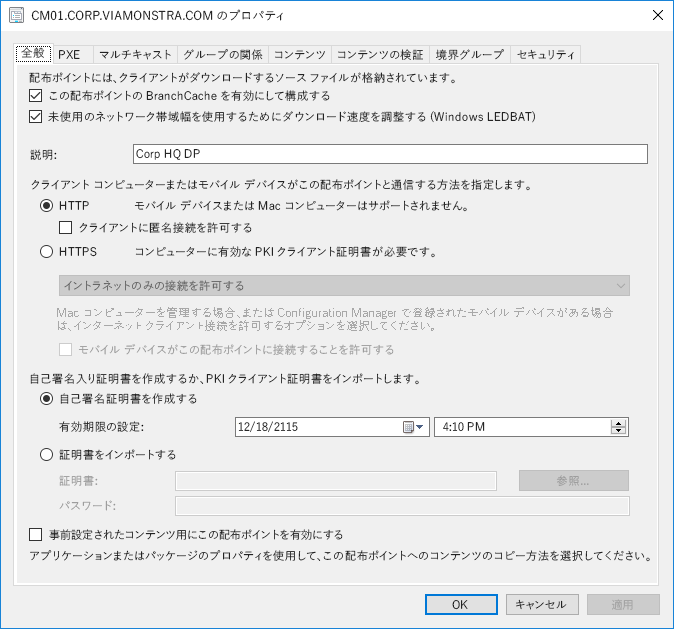 CM01.CORP.VIAMONSTRA.COM のプロパティ
全般 PXE マルチキャスト グループの関係 コンテンツ コンテンツの検証 境界グループ セキュリティ
配布ポイントには、クライアントがダウンロードするソース ファイルが格納されています。
この配布ポイントの BranchCache を有効にして構成する
未使用のネットワーク帯域幅を使用するためにダウンロード速度を調整する (Windows LEDBAT)
説明: Corp HQ DP
クライアント コンピューターまたはモバイル デバイスがこの配布ポイントと通信する方法を指定します。
HTTP モバイル デバイスまたは Mac コンピューターはサポートされません。
クライアントに匿名接続を許可する
HTTPS コンピューターに有効な PKI クライアント証明書が必要です。
イントラネットのみの接続を許可する
Mac コンピューターを管理する場合、または Configuration Manager で登録されたモバイル デバイスがある場合
は、インターネット クライアント接続を許可するオプションを選択してください。
モバイル デバイスがこの配布ポイントに接続することを許可する
自己署名入り証明書を作成するか、PKI クライアント証明書をインポートします。
自己署名証明書を作成する
有効期限の設定: 12/18/2115 4:10 PM
証明書をインポートする
証明書: 参照...
パスワード:
事前設定されたコンテンツ用にこの配布ポイントを有効にする
アプリケーションまたはパッケージのプロパティを使用して、この配布ポイントへのコンテンツのコピー方法を選択してください。
OK キャンセル 適用